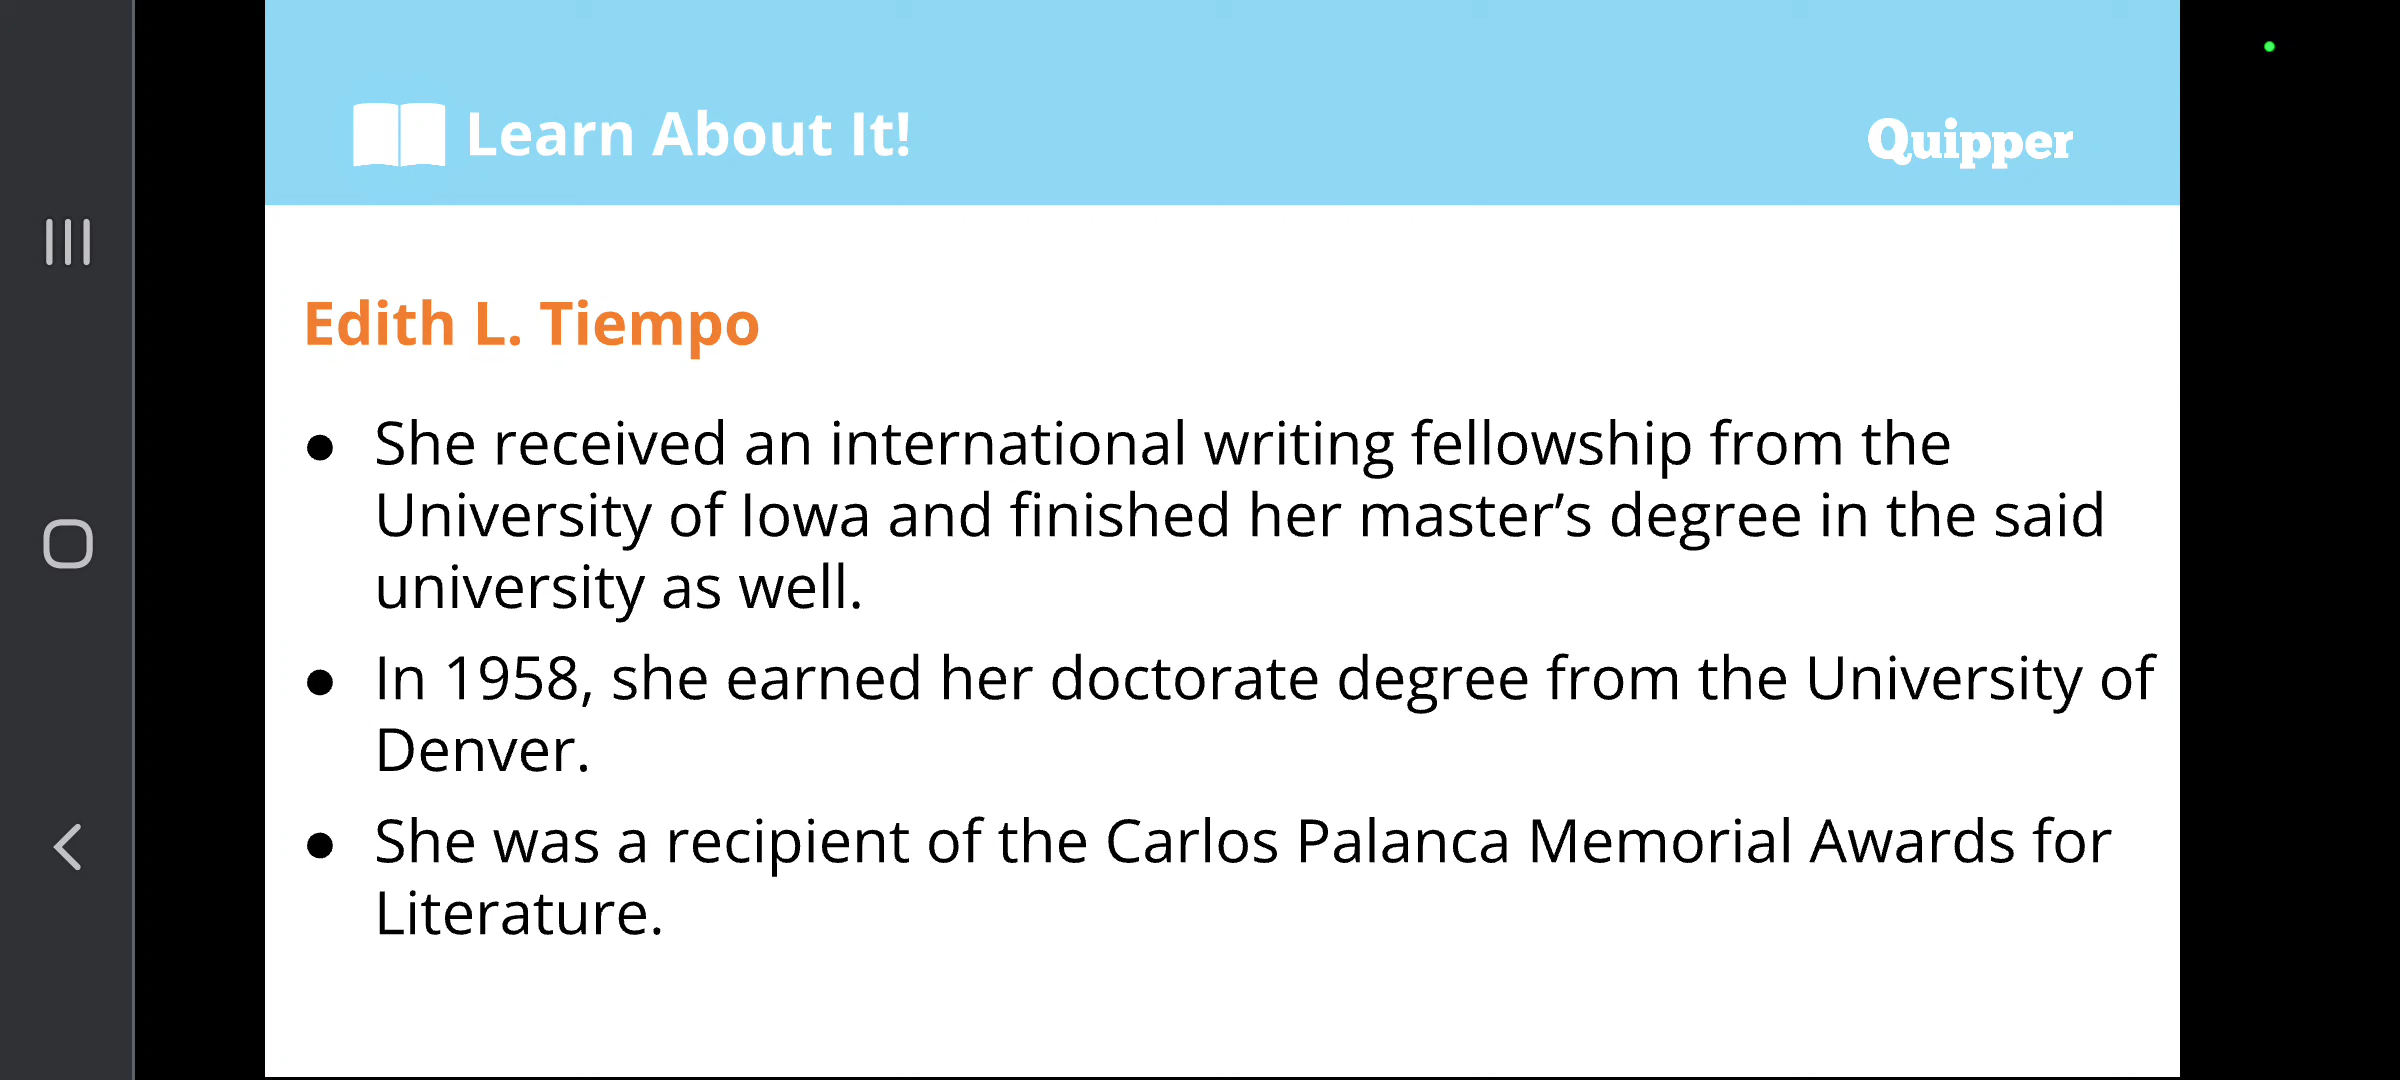 Learn About It!
Quipper
Edith L. Tiempo
● She received an international writing fellowship from the
University of Iowa and finished her master’s degree in the said
university as well.
● In 1958, she earned her doctorate degree from the University of
Denver.
● She was a recipient of the Carlos Palanca Memorial Awards for
Literature.